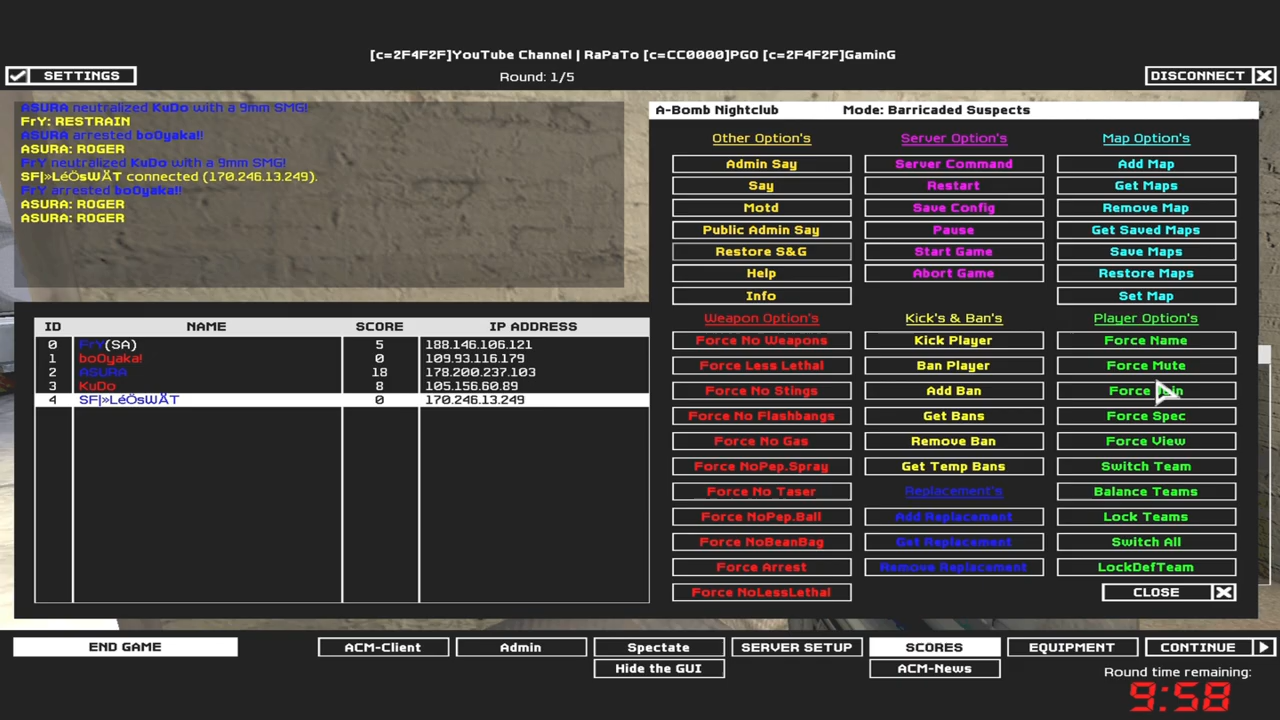 [c=2F4F2F]YouTube Channel | RaPaTo [c=CC0000]PGO [c=2F4F2F]GaminG
SETTINGS
Round: 1/5
DISCONNECT
ASURA neutralized KuDo with a 9mm SMG!
FrY: RESTRAIN
ASURA arrested bo0yaka!!
ASURA: ROGER
FrY neutralized KuDo with a 9mm SMG!
SF|»LéÖsWÄT connected (170.246.13.249).
FrY arrested bo0yaka!!
ASURA: ROGER
ASURA: ROGER
A-Bomb Nightclub Mode: Barricaded Suspects
ID NAME SCORE IP ADDRESS
0 FrY(SA) 5 188.146.106.121
1 bo0yaka! 0 109.93.116.179
2 ASURA 18 178.200.237.103
3 KuDo 8 105.156.60.89
4 SF|»LéÖsWÄT 0 170.246.13.249
Other Option's
Admin Say
Say
Motd
Public Admin Say
Restore S&G
Help
Info
Weapon Option's
Force No Weapons
Force Less Lethal
Force No Stings
Force No Flashbangs
Force No Gas
Force NoPep.Spray
Force No Taser
Force NoPep.Ball
Force NoBeanBag
Force Arrest
Force NoLessLethal
Server Option's
Server Command
Restart
Save Config
Pause
Start Game
Abort Game
Kick's & Ban's
Kick Player
Ban Player
Add Ban
Get Bans
Remove Ban
Get Temp Bans
Replacement's
Add Replacement
Get Replacement
Remove Replacement
Map Option's
Add Map
Get Maps
Remove Map
Get Saved Maps
Save Maps
Restore Maps
Set Map
Player Option's
Force Name
Force Mute
Force Join
Force Spec
Force View
Switch Team
Balance Teams
Lock Teams
Switch All
LockDefTeam
CLOSE
END GAME
ACM-Client
Admin
Spectate
SERVER SETUP
SCORES
EQUIPMENT
CONTINUE
Hide the GUI
ACM-News
Round time remaining:
9:58